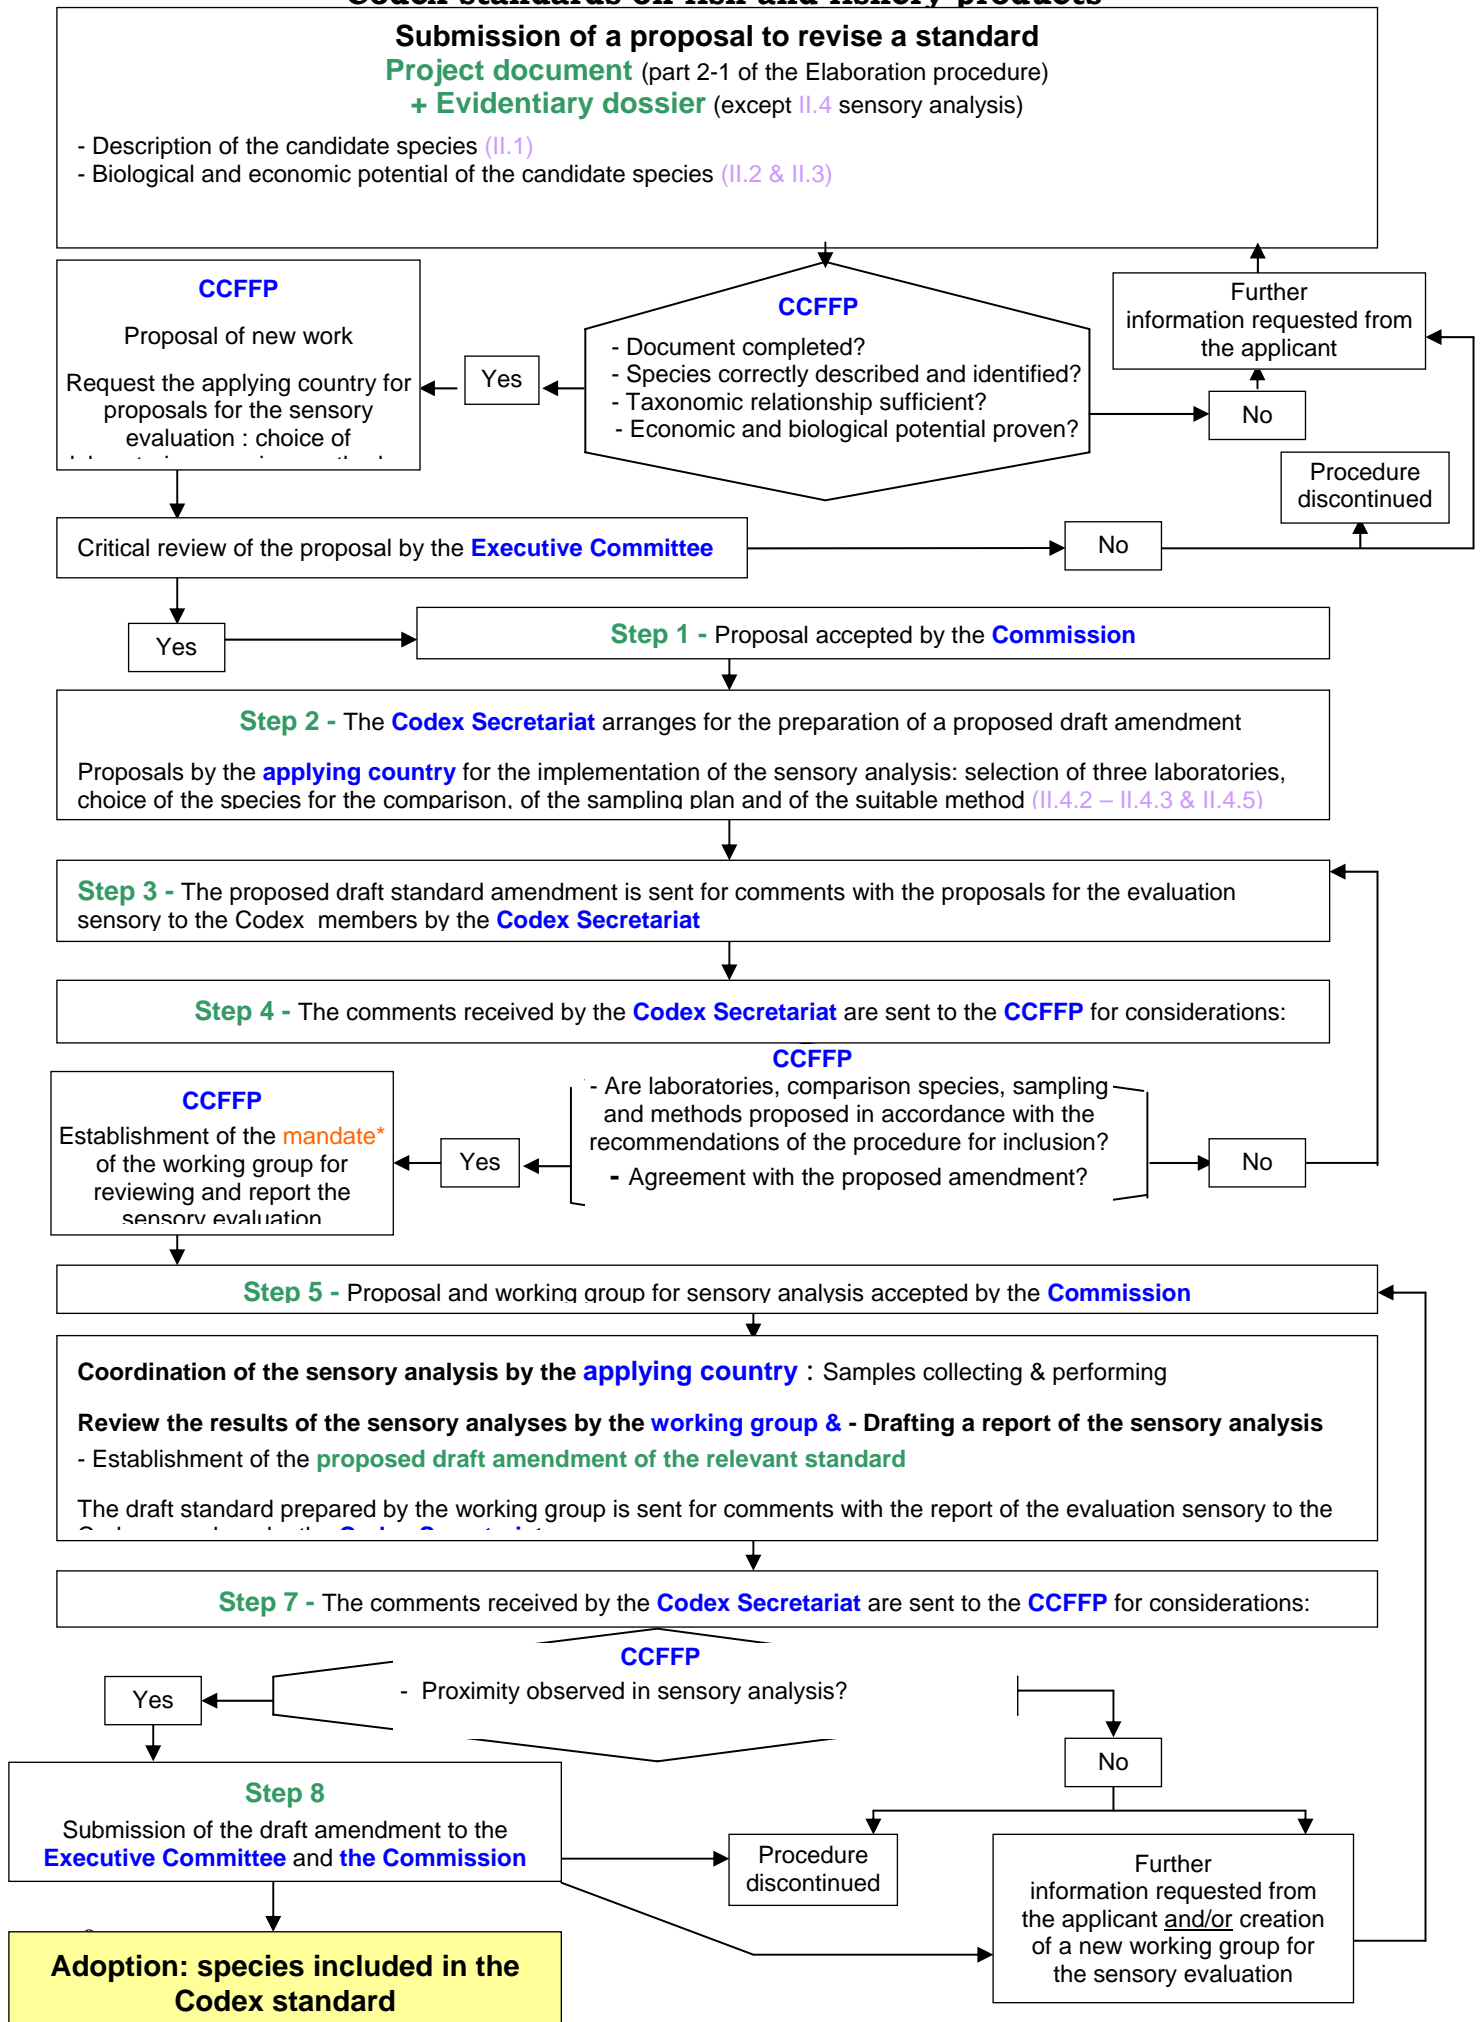 Codex standards on fish and fishery products
Submission of a proposal to revise a standard
Project document (part 2-1 of the Elaboration procedure)
+ Evidentiary dossier (except II.4 sensory analysis)
- Description of the candidate species (II.1)
- Biological and economic potential of the candidate species (II.2 & II.3)
CCFFP
Proposal of new work
Request the applying country for
proposals for the sensory
evaluation : choice of
Yes
CCFFP
- Document completed?
- Species correctly described and identified?
- Taxonomic relationship sufficient?
- Economic and biological potential proven?
Further
information requested from
the applicant
No
Procedure
discontinued
Critical review of the proposal by the Executive Committee
No
Yes
Step 1 - Proposal accepted by the Commission
Step 2 - The Codex Secretariat arranges for the preparation of a proposed draft amendment
Proposals by the applying country for the implementation of the sensory analysis: selection of three laboratories,
choice of the species for the comparison, of the sampling plan and of the suitable method (II.4.2 – II.4.3 & II.4.5)
Step 3 - The proposed draft standard amendment is sent for comments with the proposals for the evaluation
sensory to the Codex members by the Codex Secretariat
Step 4 - The comments received by the Codex Secretariat are sent to the CCFFP for considerations:
CCFFP
- Are laboratories, comparison species, sampling
and methods proposed in accordance with the
recommendations of the procedure for inclusion?
- Agreement with the proposed amendment?
CCFFP
Establishment of the mandate*
of the working group for
reviewing and report the
sensory evaluation
Yes
No
Step 5 - Proposal and working group for sensory analysis accepted by the Commission
Coordination of the sensory analysis by the applying country : Samples collecting & performing
Review the results of the sensory analyses by the working group & - Drafting a report of the sensory analysis
- Establishment of the proposed draft amendment of the relevant standard
The draft standard prepared by the working group is sent for comments with the report of the evaluation sensory to the
Step 7 - The comments received by the Codex Secretariat are sent to the CCFFP for considerations:
CCFFP
- Proximity observed in sensory analysis?
Yes
No
Step 8
Submission of the draft amendment to the
Executive Committee and the Commission
Procedure
discontinued
Further
information requested from
the applicant and/or creation
of a new working group for
the sensory evaluation
Adoption: species included in the
Codex standard